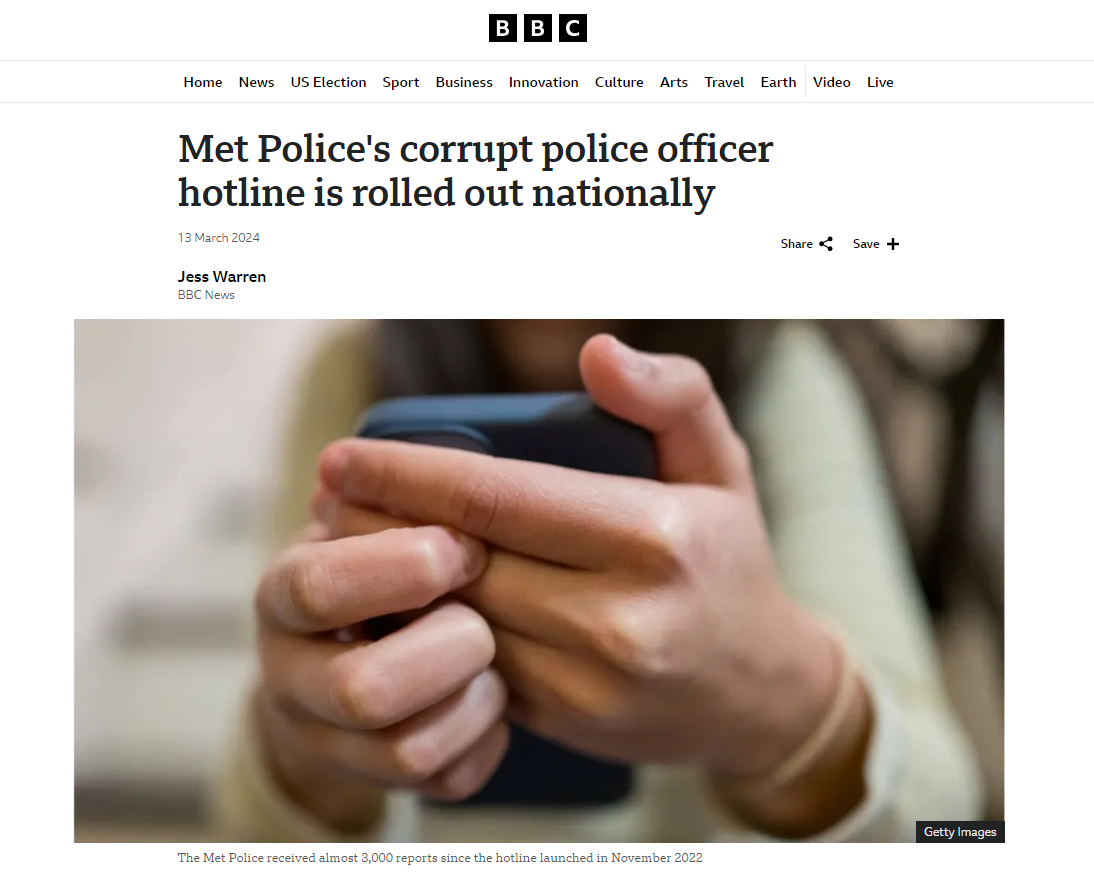 BBC
Home News US Election Sport Business Innovation Culture Arts Travel Earth Video Live
Met Police's corrupt police officer
hotline is rolled out nationally
13 March 2024
Share Save
Jess Warren
BBC News
Getty Images
The Met Police received almost 3,000 reports since the hotline launched in November 2022